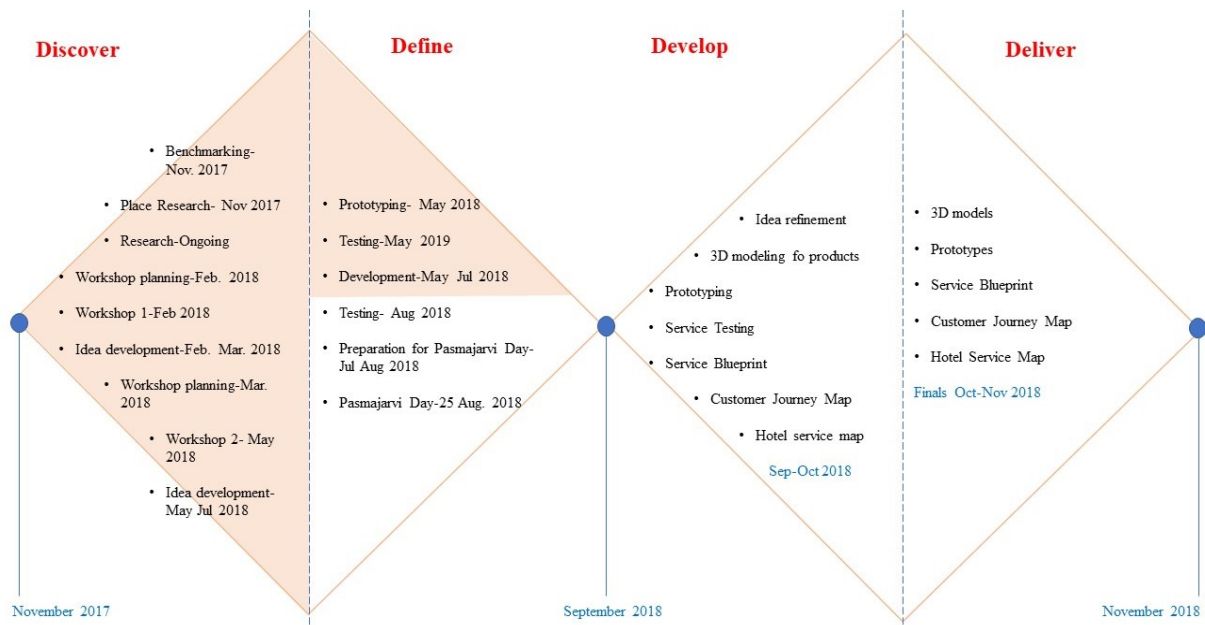 Discover
Define
Develop
Deliver
• Benchmarking-
Nov. 2017
• Place Research- Nov 2017
• Research-Ongoing
• Workshop planning-Feb. 2018
• Workshop 1-Feb 2018
• Idea development-Feb. Mar. 2018
• Workshop planning-Mar.
2018
• Workshop 2- May
2018
• Idea development-
May Jul 2018
• Prototyping- May 2018
• Testing-May 2019
• Development-May Jul 2018
• Testing- Aug 2018
• Preparation for Pasmajarvi Day-
Jul Aug 2018
• Pasmajarvi Day-25 Aug. 2018
• Idea refinement
• 3D modeling fo products
• Prototyping
• Service Testing
• Service Blueprint
• Customer Journey Map
• Hotel service map
Sep-Oct 2018
• 3D models
• Prototypes
• Service Blueprint
• Customer Journey Map
• Hotel Service Map
Finals Oct-Nov 2018
November 2017
September 2018
November 2018